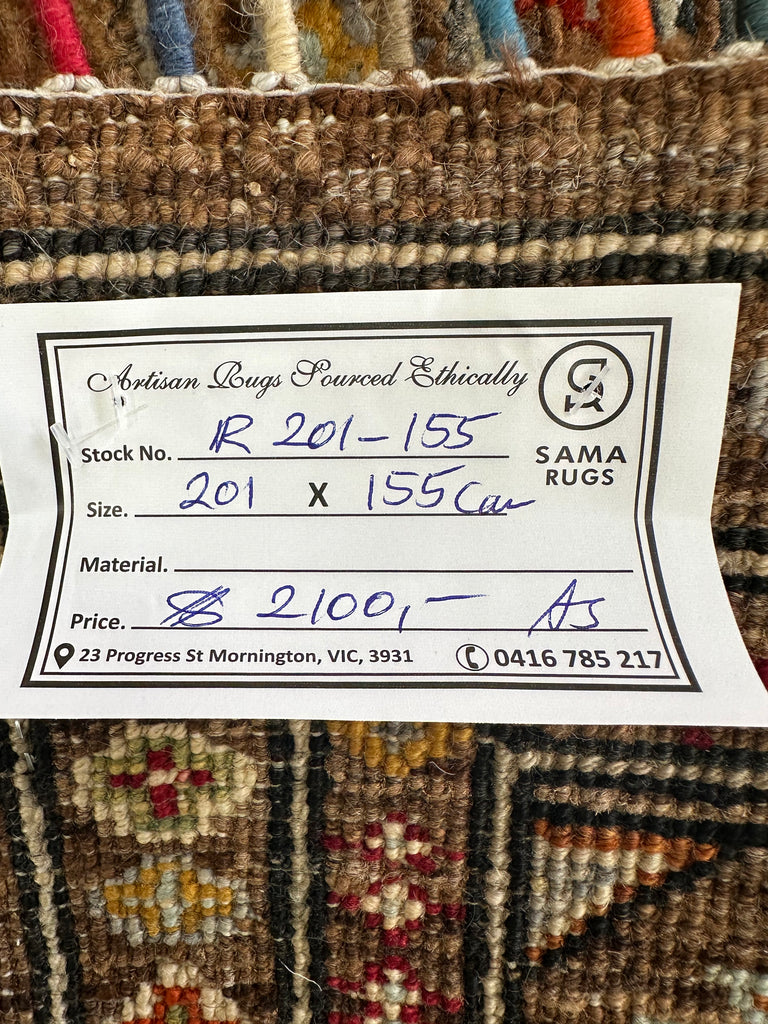 Artisan Rugs Sourced Ethically
SAMA
RUGS
Stock No. R 201-155
Size. 201 X 155
Material.
Price. $ 2100,- As
23 Progress St Mornington, VIC, 3931
0416 785 217